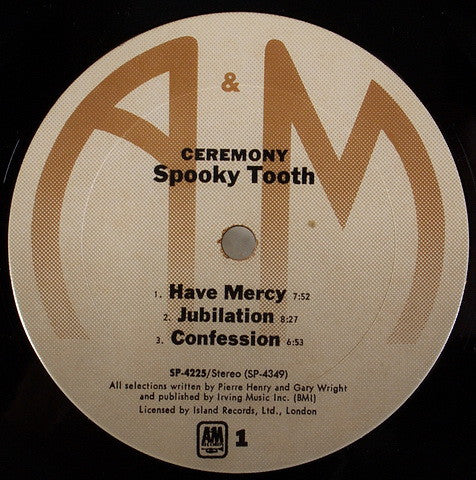 A&M
CEREMONY
Spooky Tooth
1. Have Mercy 7:52
2. Jubilation 8:27
3. Confession 6:53
SP-4225/Stereo (SP-4349)
All selections written by Pierre Henry and Gary Wright
and published by Irving Music Inc. (BMI)
Licensed by Island Records, Ltd., London
AM 1